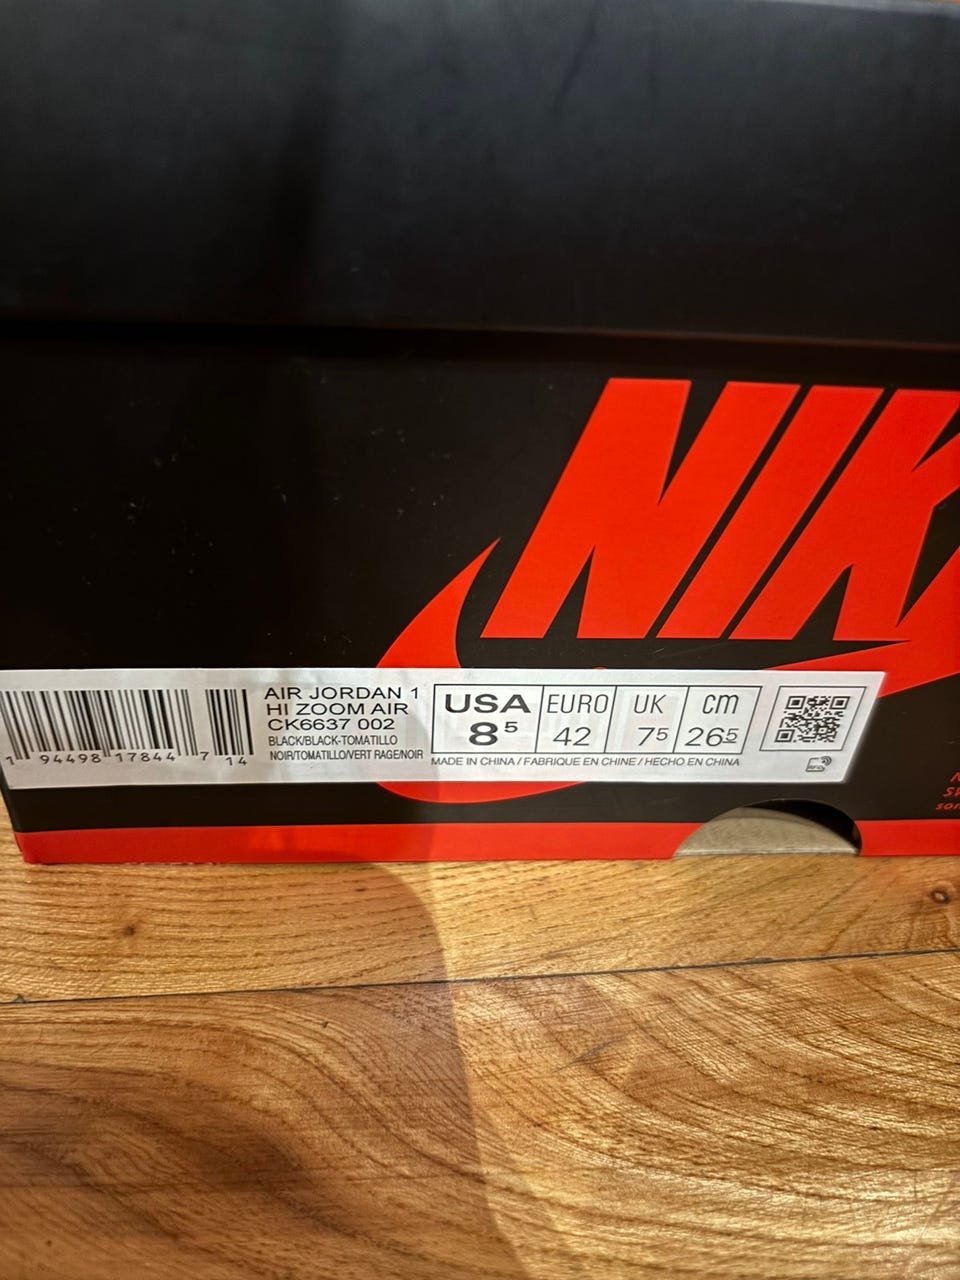 NIK
AIR JORDAN 1
HI ZOOM AIR
CK6637 002
BLACK/BLACK-TOMATILLO
NOIR/TOMATILLO/VERT RAGE/NOIR
1 94498 17844 7 14
USA EURO UK cm
8⁵ 42 7⁵ 26⁵
MADE IN CHINA / FABRIQUE EN CHINE / HECHO EN CHINA